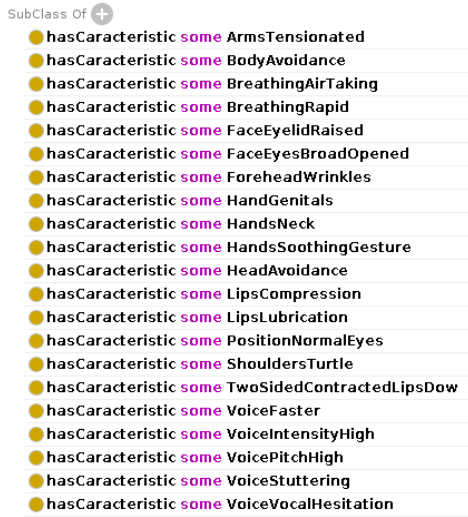 SubClass Of
hasCaracteristic some ArmsTensionated
hasCaracteristic some BodyAvoidance
hasCaracteristic some BreathingAirTaking
hasCaracteristic some BreathingRapid
hasCaracteristic some FaceEyelidRaised
hasCaracteristic some FaceEyesBroadOpened
hasCaracteristic some ForeheadWrinkles
hasCaracteristic some HandGenitals
hasCaracteristic some HandsNeck
hasCaracteristic some HandsSoothingGesture
hasCaracteristic some HeadAvoidance
hasCaracteristic some LipsCompression
hasCaracteristic some LipsLubrication
hasCaracteristic some PositionNormalEyes
hasCaracteristic some ShouldersTurtle
hasCaracteristic some TwoSidedContractedLipsDow
hasCaracteristic some VoiceFaster
hasCaracteristic some VoiceIntensityHigh
hasCaracteristic some VoicePitchHigh
hasCaracteristic some VoiceStuttering
hasCaracteristic some VoiceVocalHesitation